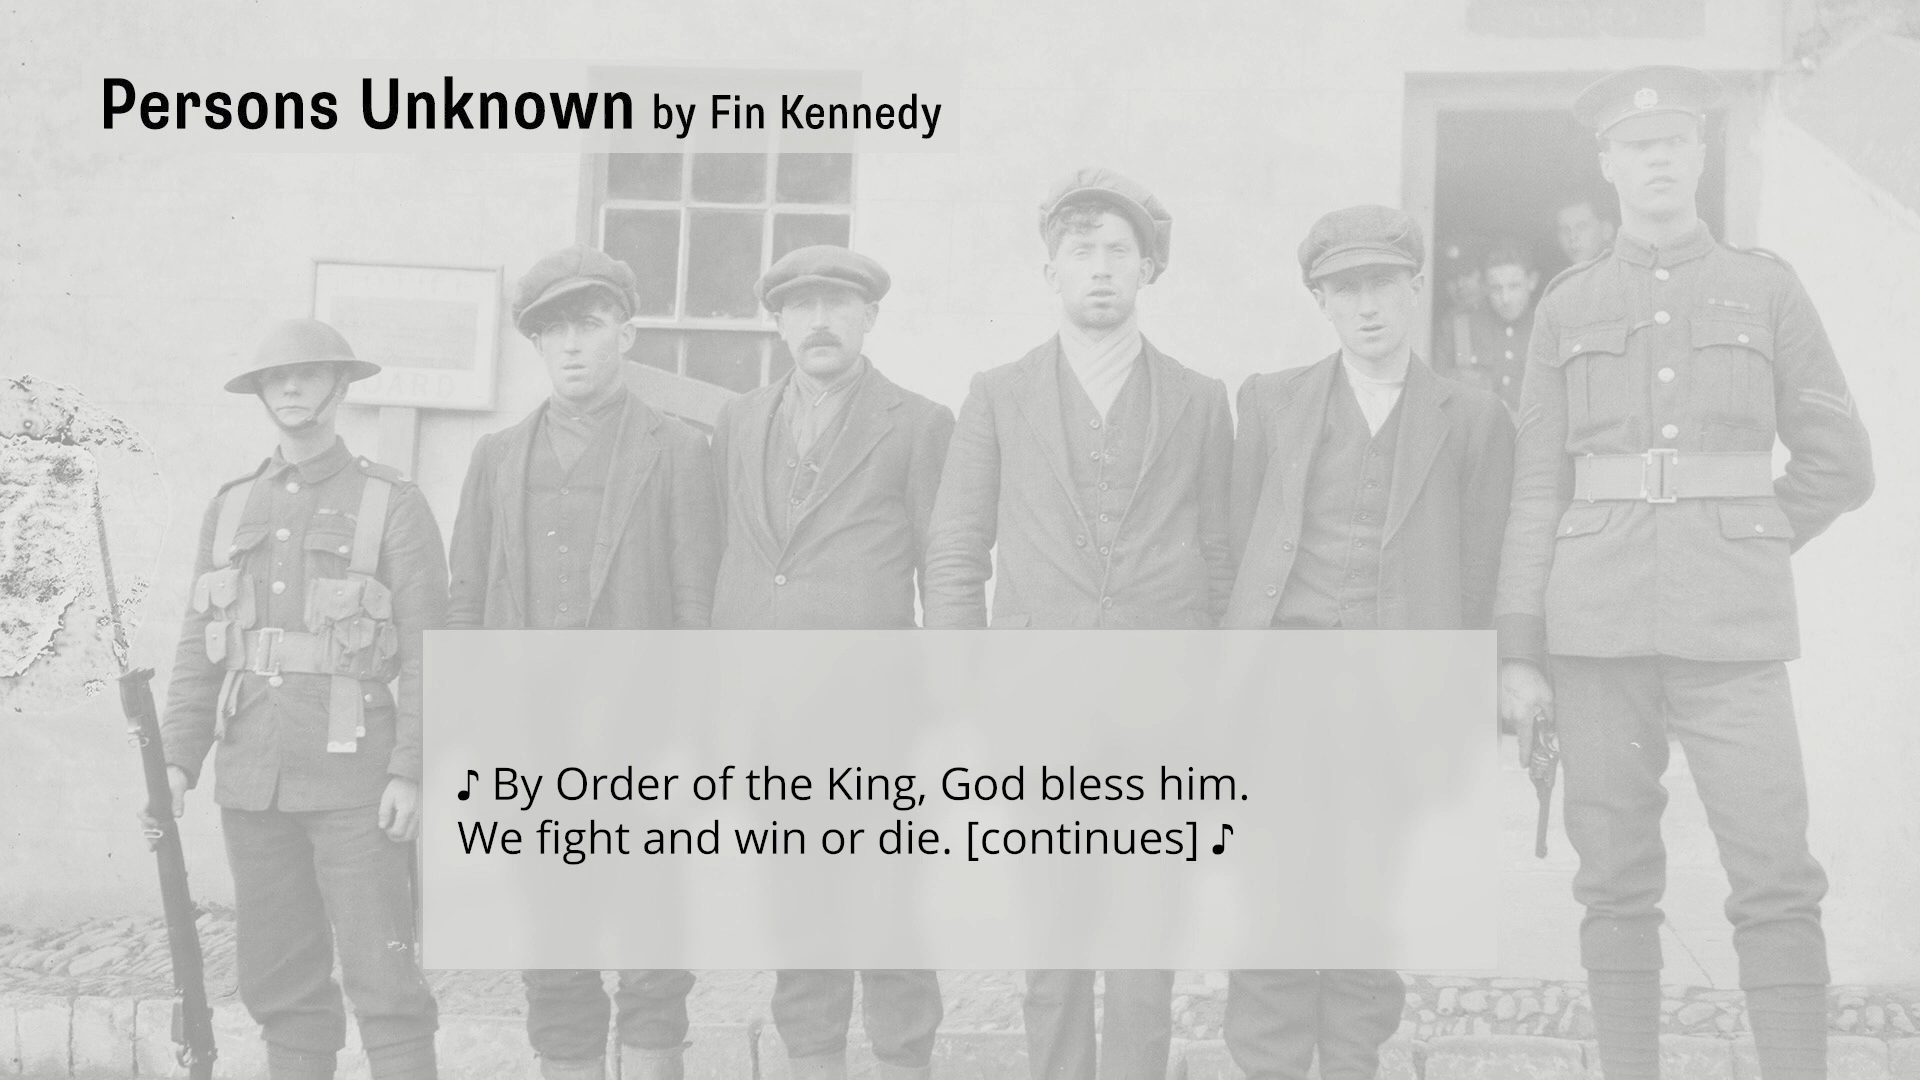 Persons Unknown by Fin Kennedy
♪ By Order of the King, God bless him.
We fight and win or die. [continues] ♪